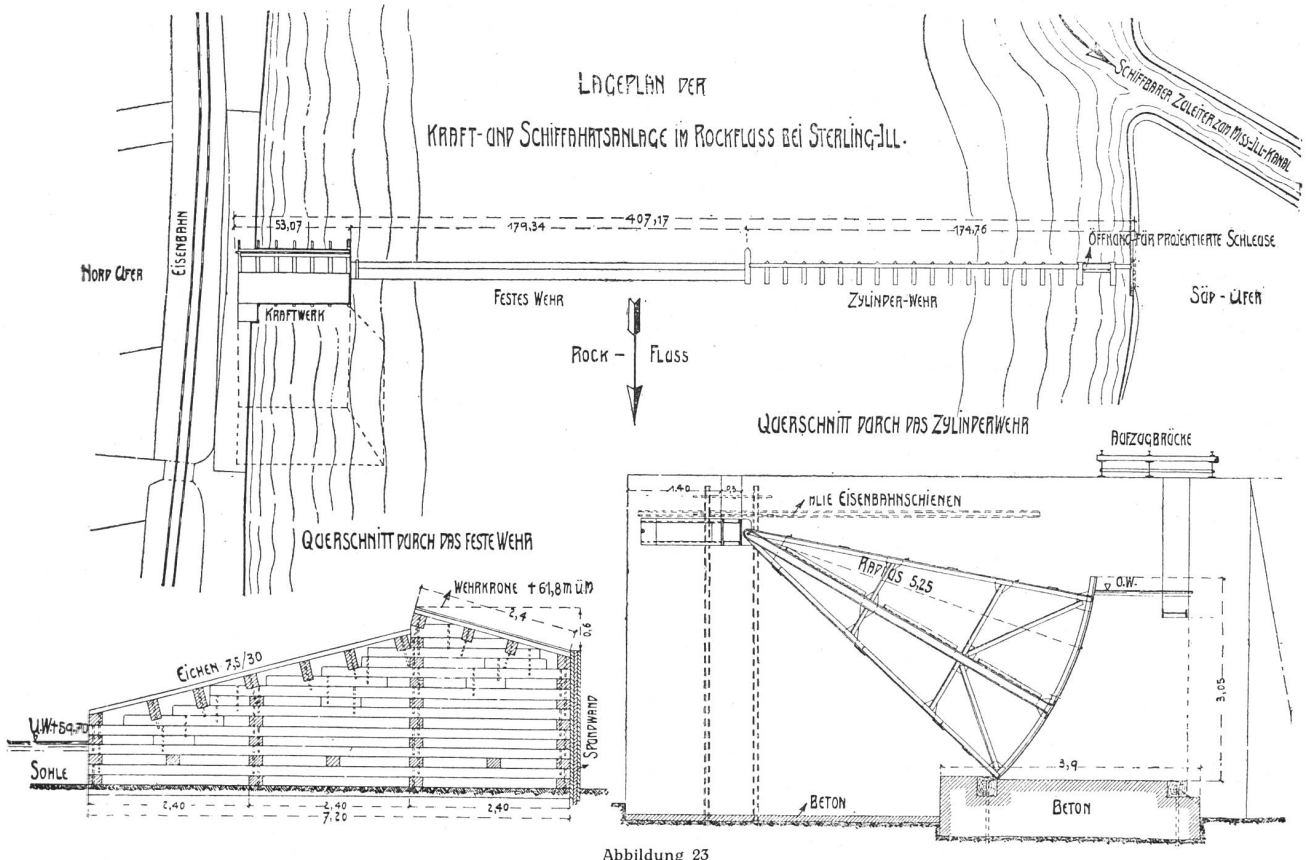 LAGEPLAN DER
KRAFT- UND SCHIFFAHRTSANLAGE IM ROCKFLUSS BEI STERLING-ILL.
SCHIFFBARER ZULEITER ZUM MISS-ILL-KANAL
EISENBAHN
407,17
53,07
179,34
174,76
ÖFFNUNG FÜR PROJEKTIERTE SCHLEUSE
NORD UFER
FESTES WEHR
ZYLINDER-WEHR
SÜD-UFER
KRAFTWERK
ROCK- FLUSS
QUERSCHNITT DURCH DAS ZYLINDERWEHR
AUFZUGBRÜCKE
1.40
0,3
EISENBAHNSCHIENEN
RADIUS 5,25
O.W.
3,05
3,9
BETON
BETON
QUERSCHNITT DURCH DAS FESTE WEHR
WEHRKRONE +61,8 m ü M
2,4
0,6
EICHEN 7,5/30
U.W.+59,70
SPUNDWAND
SOHLE
2,40
2,40
2,40
7,20
Abbildung 23